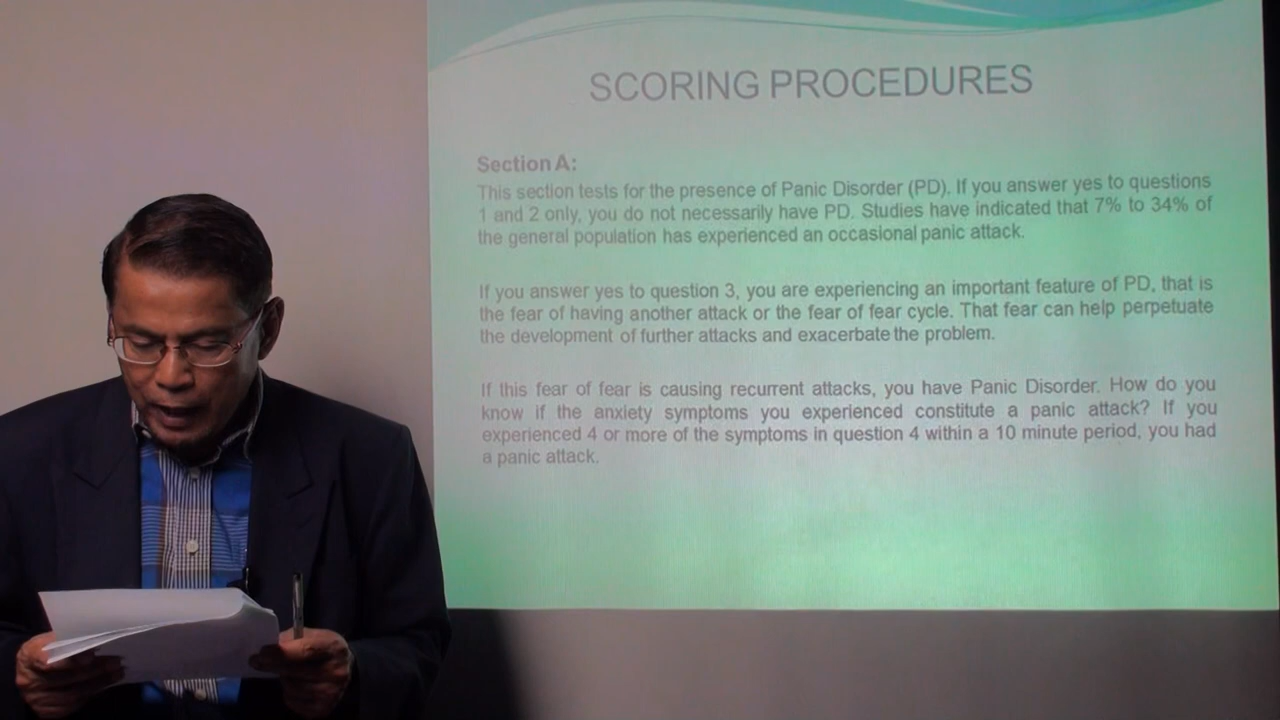 SCORING PROCEDURES
Section A:
This section tests for the presence of Panic Disorder (PD). If you answer yes to questions
1 and 2 only, you do not necessarily have PD. Studies have indicated that 7% to 34% of
the general population has experienced an occasional panic attack.
If you answer yes to question 3, you are experiencing an important feature of PD, that is
the fear of having another attack or the fear of fear cycle. That fear can help perpetuate
the development of further attacks and exacerbate the problem.
If this fear of fear is causing recurrent attacks, you have Panic Disorder. How do you
know if the anxiety symptoms you experienced constitute a panic attack? If you
experienced 4 or more of the symptoms in question 4 within a 10 minute period, you had
a panic attack.